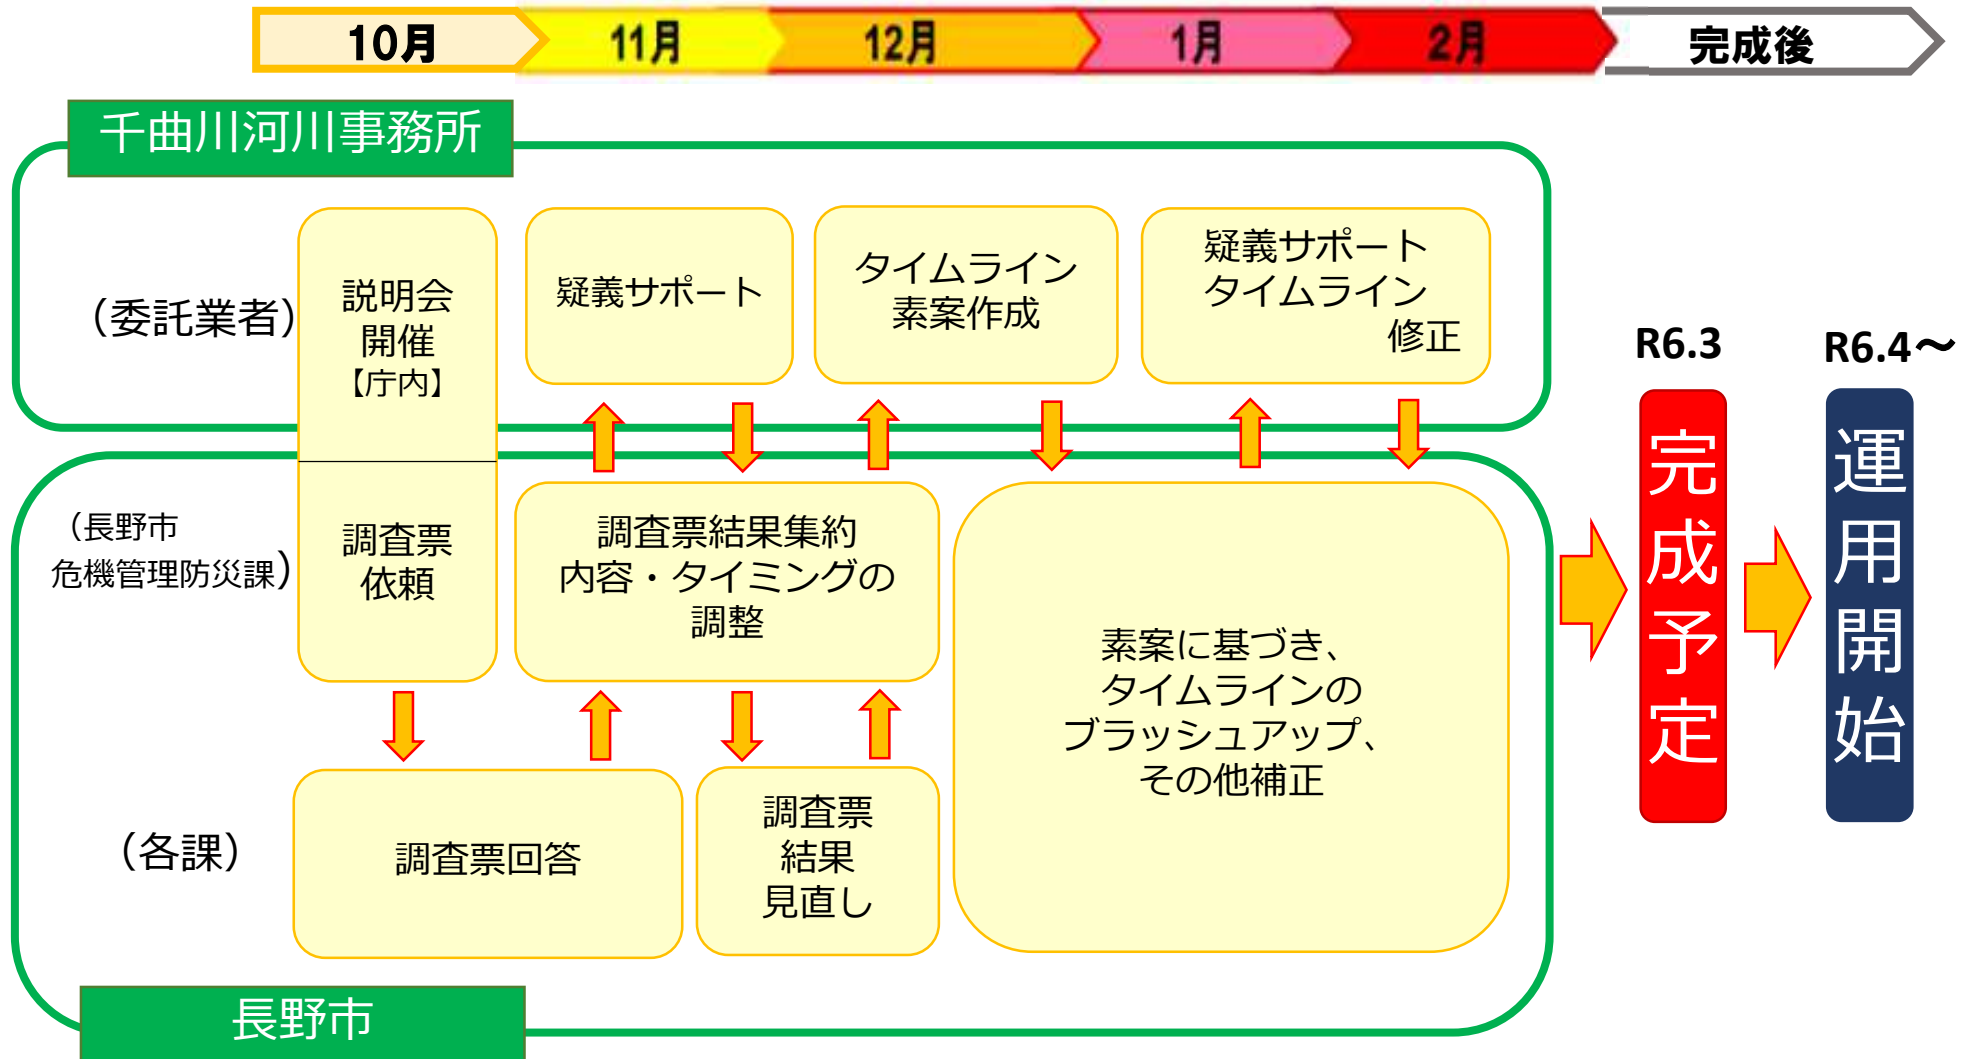 10月
11月
12月
1月
2月
完成後
千曲川河川事務所
（委託業者）
説明会
開催
【庁内】
疑義サポート
タイムライン
素案作成
疑義サポート
タイムライン
修正
（長野市
危機管理防災課）
調査票
依頼
調査票結果集約
内容・タイミングの
調整
素案に基づき、
タイムラインの
ブラッシュアップ、
その他補正
（各課）
調査票回答
調査票
結果
見直し
長野市
R6.3
完成予定
R6.4～
運用開始